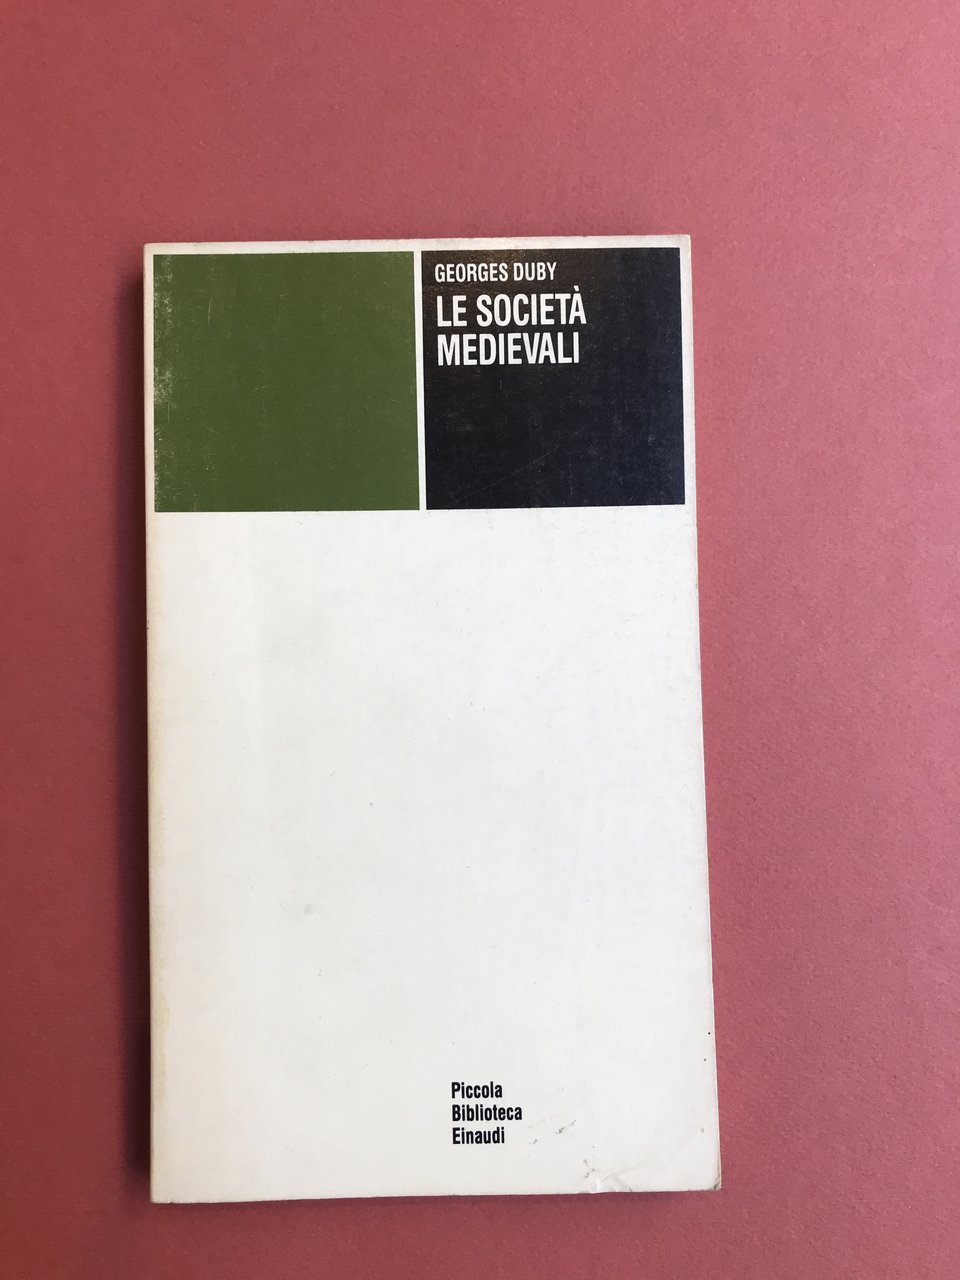 GEORGES DUBY
LE SOCIETÀ
MEDIEVALI
Piccola
Biblioteca
Einaudi